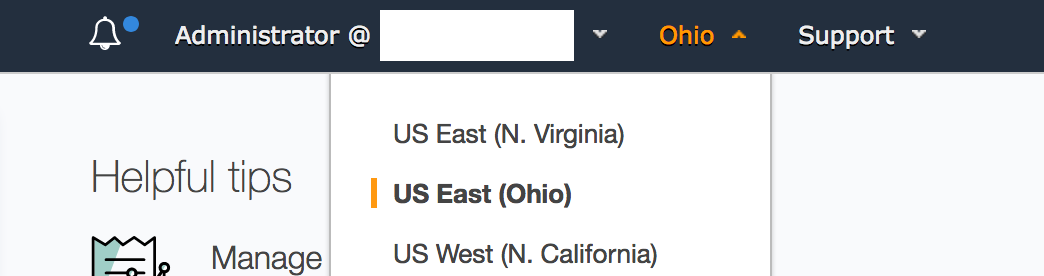 Administrator @ Ohio Support
US East (N. Virginia)
US East (Ohio)
US West (N. California)
Helpful tips
Manage